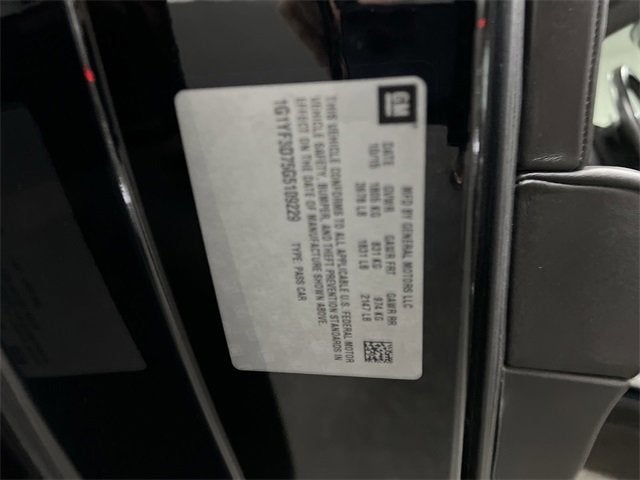 GM
MFD BY GENERAL MOTORS LLC
DATE GVWR GAWR FRT GAWR RR
10/15 1805 KG 831 KG 974 KG
3978 LB 1831 LB 2147 LB
THIS VEHICLE CONFORMS TO ALL APPLICABLE U.S. FEDERAL MOTOR
VEHICLE SAFETY, BUMPER, AND THEFT PREVENTION STANDARDS IN
EFFECT ON THE DATE OF MANUFACTURE SHOWN ABOVE.
1G1YF3D75G5109229 TYPE: PASS CAR